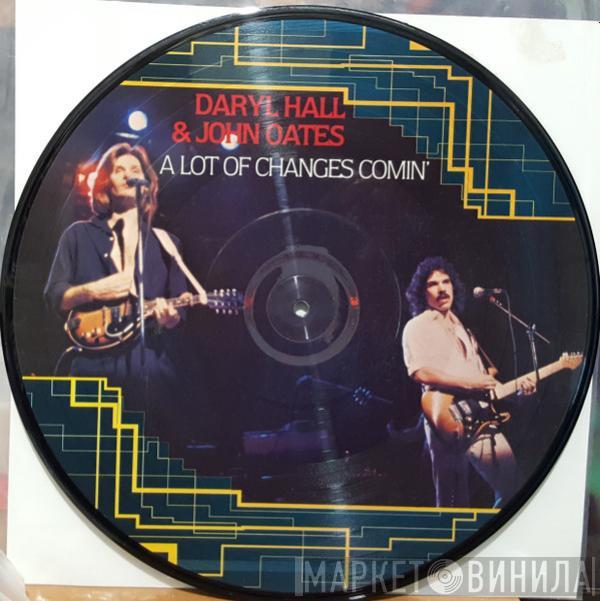 DARYL HALL
& JOHN OATES
A LOT OF CHANGES COMIN'
МАРКЕТ ВИНИЛА